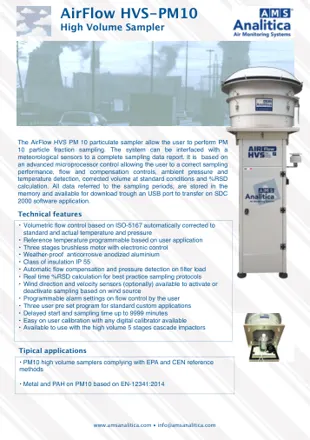 AirFlow HVS-PM10
High Volume Sampler
AMS
Analitica
Air Monitoring Systems
The AirFlow HVS PM 10 particulate sampler allow the user to perform PM
10 particle fraction sampling. The system can be interfaced with a
meteorological sensors to a complete sampling data report. It is based on
an advanced microprocessor control allowing the user to a correct sampling
performance, flow and compensation controls, ambient pressure and
temperature detection, corrected volume at standard conditions and %RSD
calculation. All data referred to the sampling periods, are stored in the
memory and available for download trough an USB port to transfer on SDC
2000 software application.
AIRFlow
HVS
Analitica
Technical features
• Volumetric flow control based on ISO-5167 automatically corrected to
standard and actual temperature and pressure
• Reference temperature programmable based on user application
• Three stages brushless meter with electronic control
• Weather-proof anticorrosive anodized aluminium
• Class of insulation IP 55
• Automatic flow compensation and pressure detection on filter load
• Real time %RSD calculation for best practice sampling protocols
• Wind direction and velocity sensors (optionally) available to activate or
deactivate sampling based on wind source
• Programmable alarm settings on flow control by the user
• Three user pre set program for standard custom applications
• Delayed start and sampling time up to 9999 minutes
• Easy on user calibration with any digital calibrator available
• Available to use with the high volume 5 stages cascade impactors
Tipical applications
• PM10 high volume samplers complying with EPA and CEN reference
methods
• Metal and PAH on PM10 based on EN-12341:2014
www.amsanalitica.com • info@amsanalitica.com